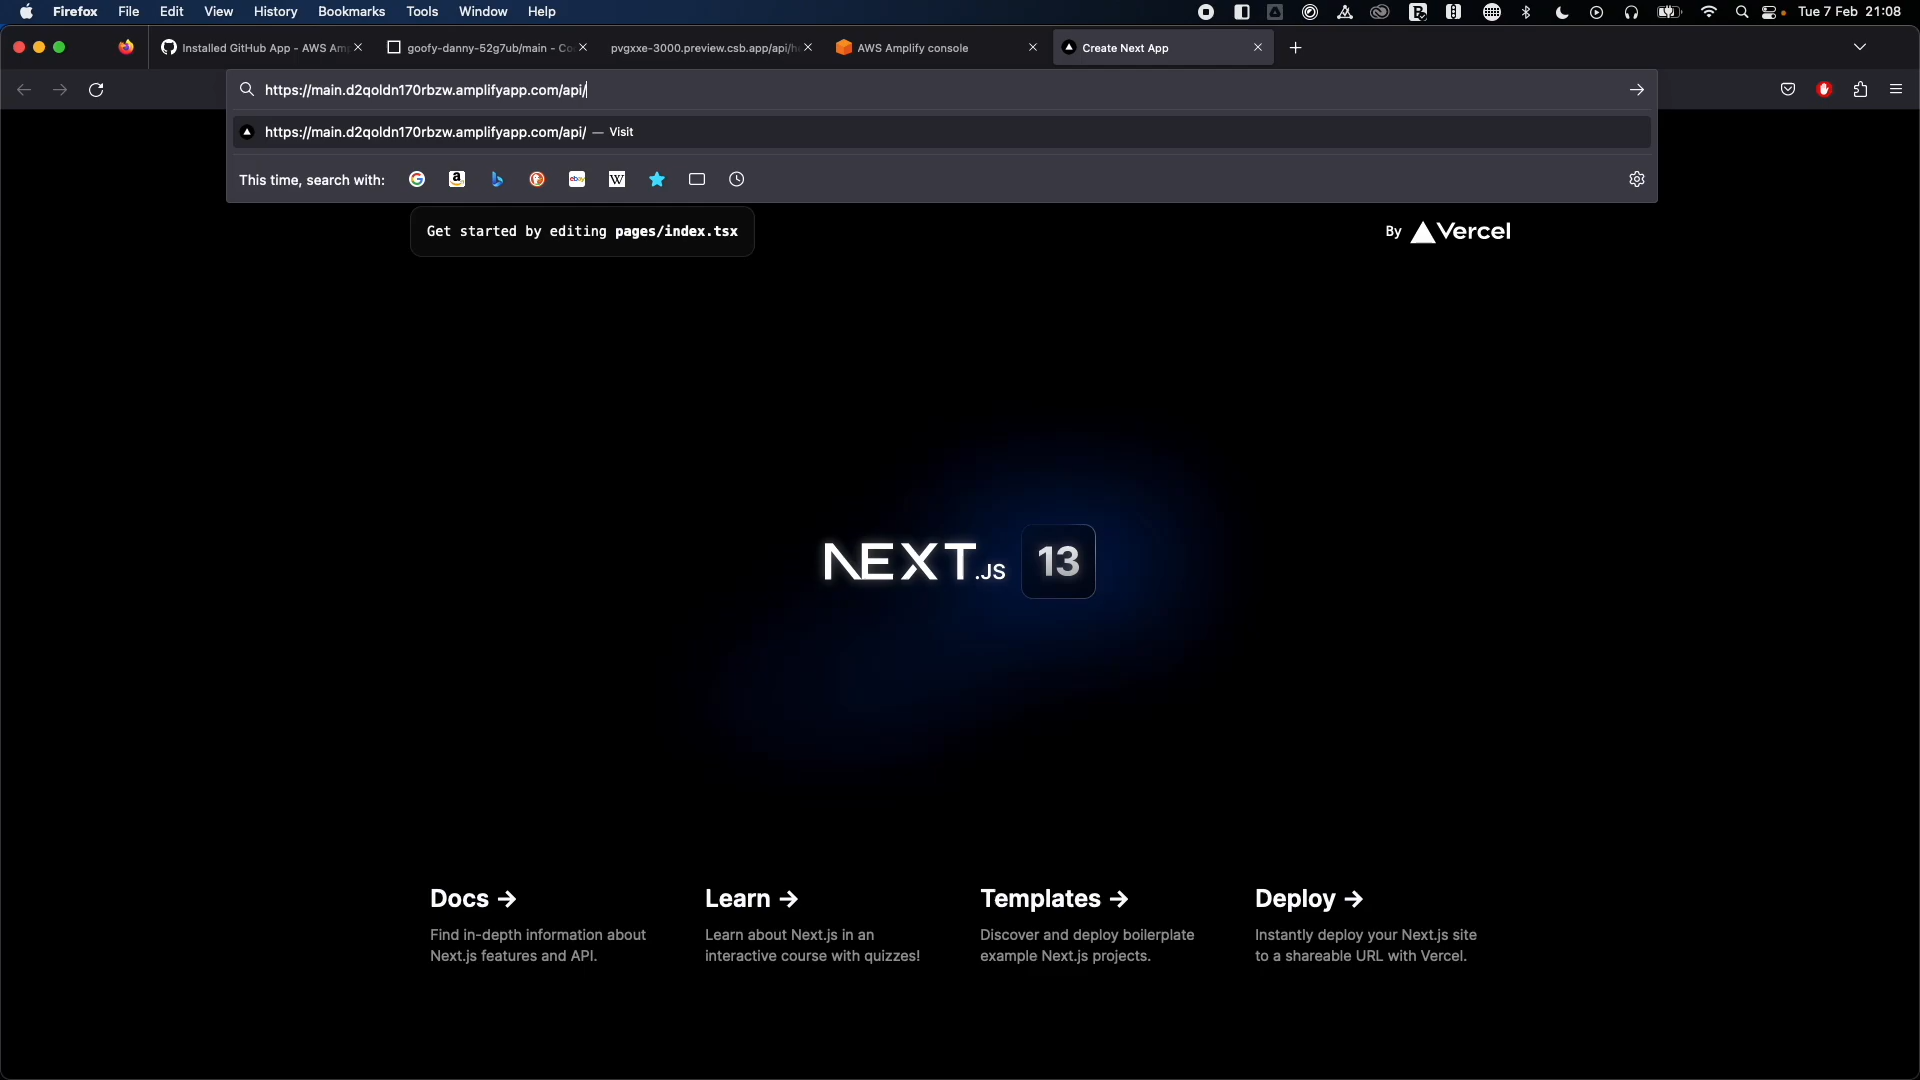 Firefox File Edit View History Bookmarks Tools Window Help Tue 7 Feb 21:08
Installed GitHub App - AWS Am goofy-danny-52g7ub/main - Co pvgxxe-3000.preview.csb.app/api/h AWS Amplify console Create Next App
https://main.d2qoldn170rbzw.amplifyapp.com/api/
https://main.d2qoldn170rbzw.amplifyapp.com/api/ — Visit
This time, search with:
Get started by editing pages/index.tsx
By Vercel
NEXT.JS 13
Docs → Learn → Templates → Deploy →
Find in-depth information about Learn about Next.js in an Discover and deploy boilerplate Instantly deploy your Next.js site
Next.js features and API. interactive course with quizzes! example Next.js projects. to a shareable URL with Vercel.